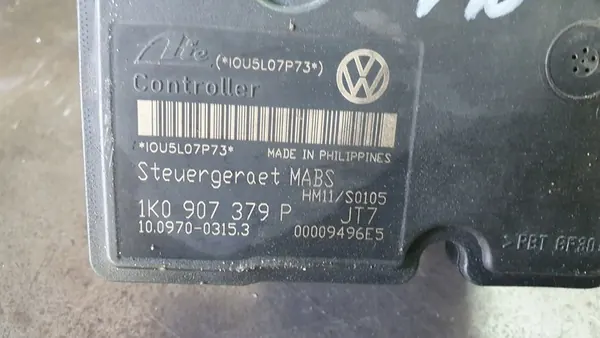 Ate (*IOU5L07P73*)
Controller
*IOU5L07P73* MADE IN PHILIPPINES
Steuergeraet MABS
HM11/S0105
1K0 907 379 P JT7
10.0970-0315.3 00009496E5
>PBT GF30